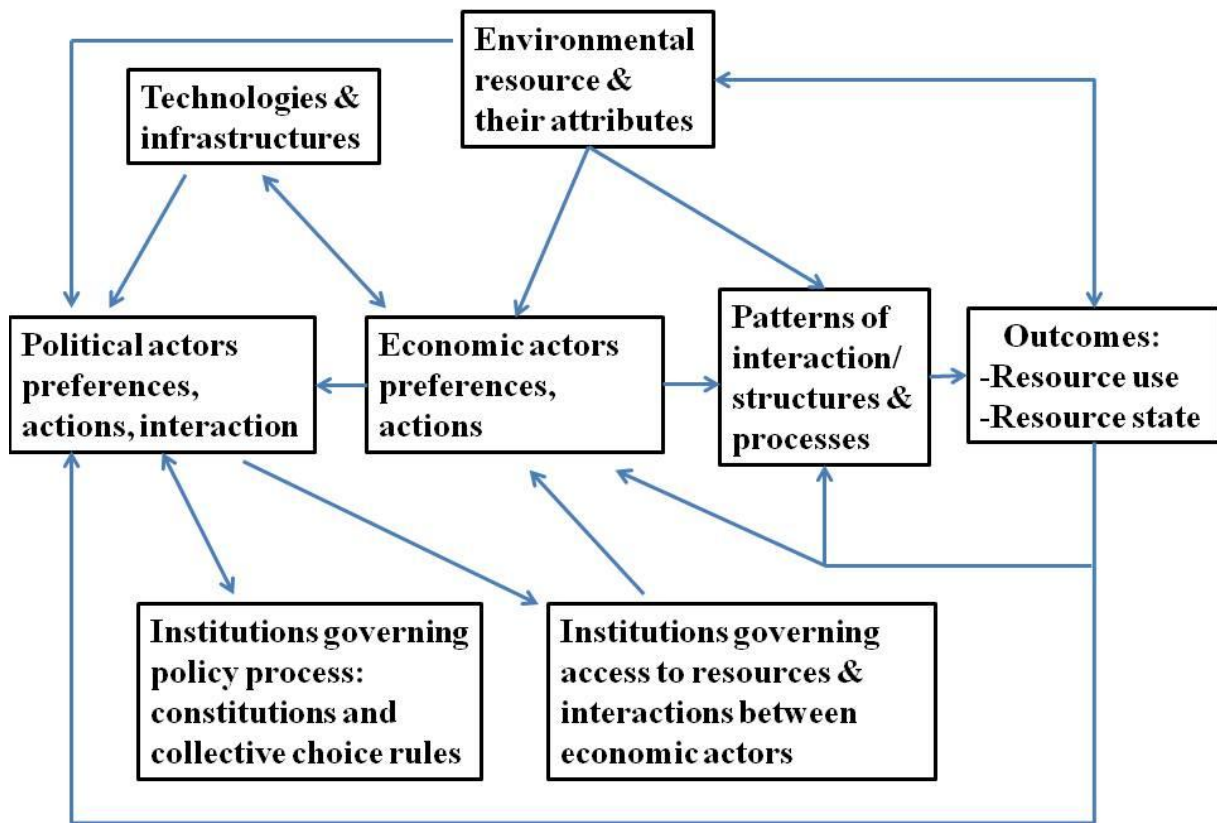 Environmental
resource &
their attributes
Technologies &
infrastructures
Political actors
preferences,
actions, interaction
Economic actors
preferences,
actions
Patterns of
interaction/
structures &
processes
Outcomes:
-Resource use
-Resource state
Institutions governing
policy process:
constitutions and
collective choice rules
Institutions governing
access to resources &
interactions between
economic actors